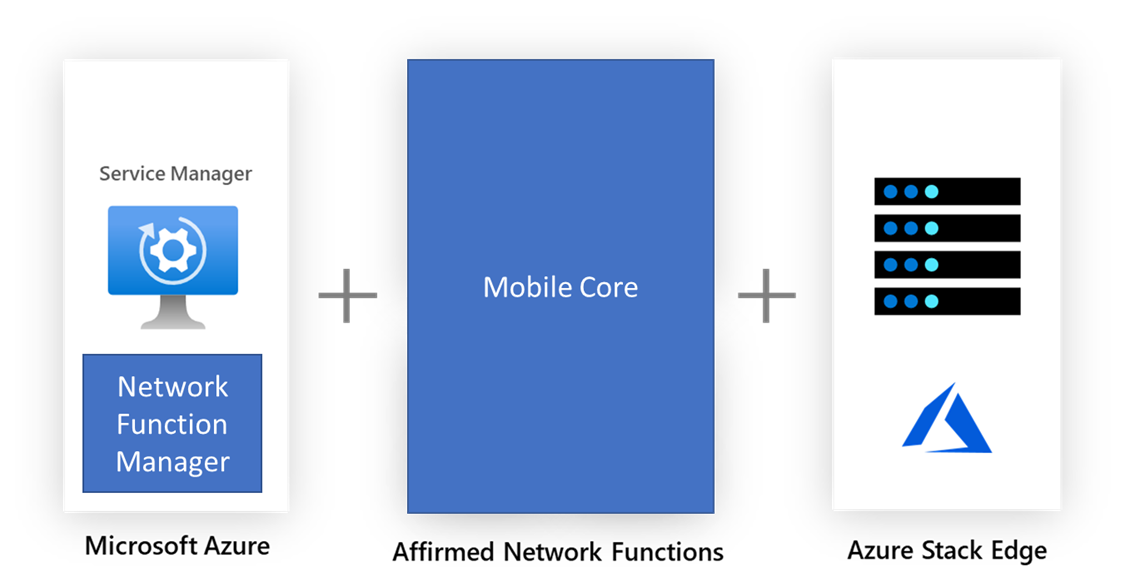 Service Manager
Network
Function
Manager
Microsoft Azure
Mobile Core
Affirmed Network Functions
Azure Stack Edge